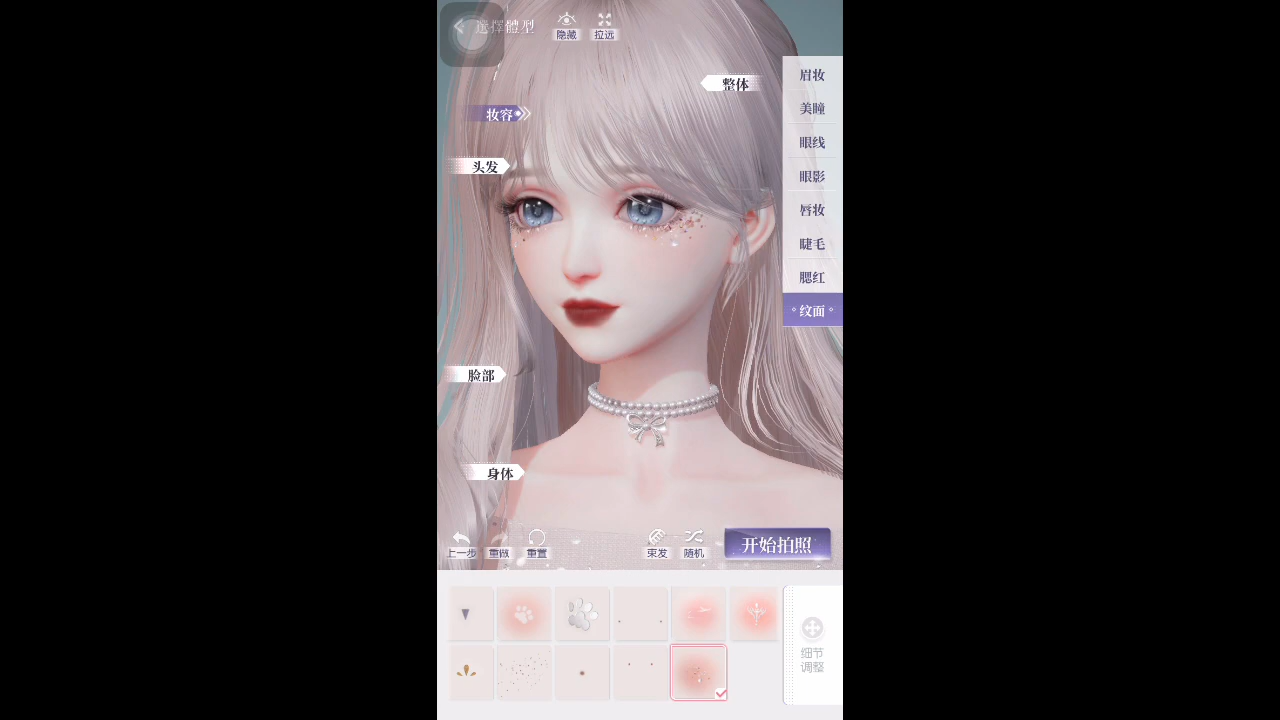 選擇體型
隐藏
拉远
整体
妆容
头发
脸部
身体
眉妆
美瞳
眼线
眼影
唇妆
睫毛
腮红
纹面
上一步
重做
重置
束发
随机
开始拍照
细节
调整